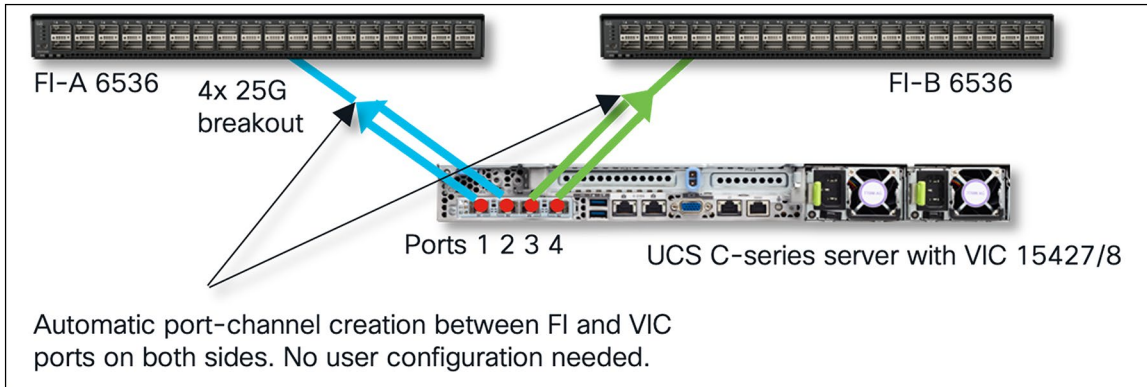 FI-A 6536
4x 25G
breakout
FI-B 6536
Ports 1 2 3 4
UCS C-series server with VIC 15427/8
Automatic port-channel creation between FI and VIC
ports on both sides. No user configuration needed.